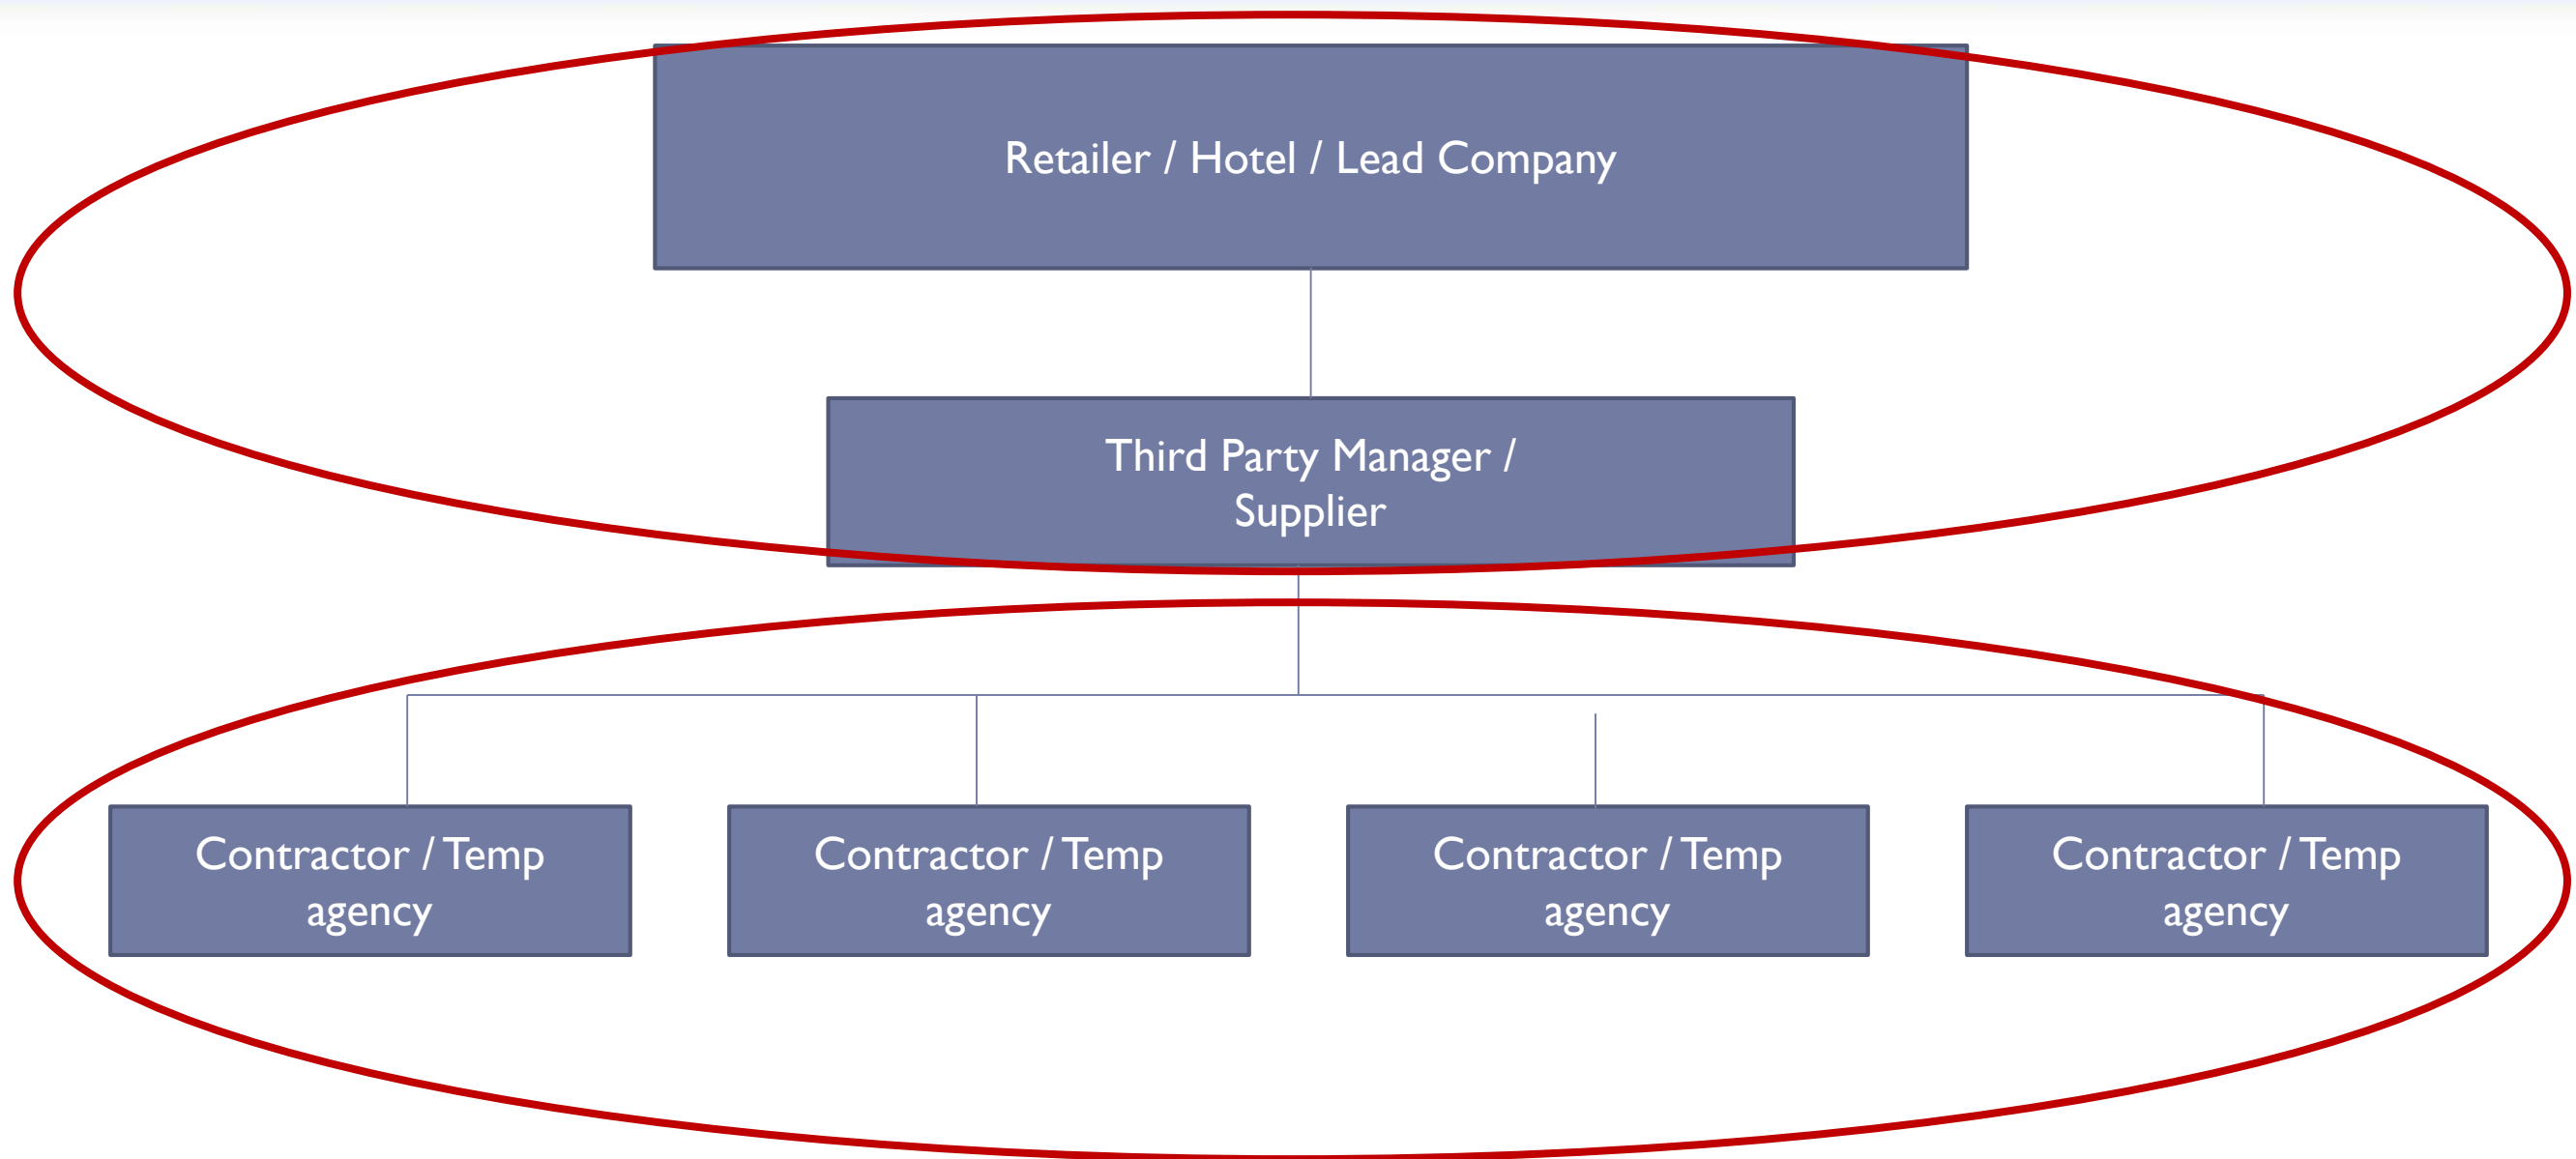 Retailer / Hotel / Lead Company
Third Party Manager /
Supplier
Contractor / Temp
agency
Contractor / Temp
agency
Contractor / Temp
agency
Contractor / Temp
agency